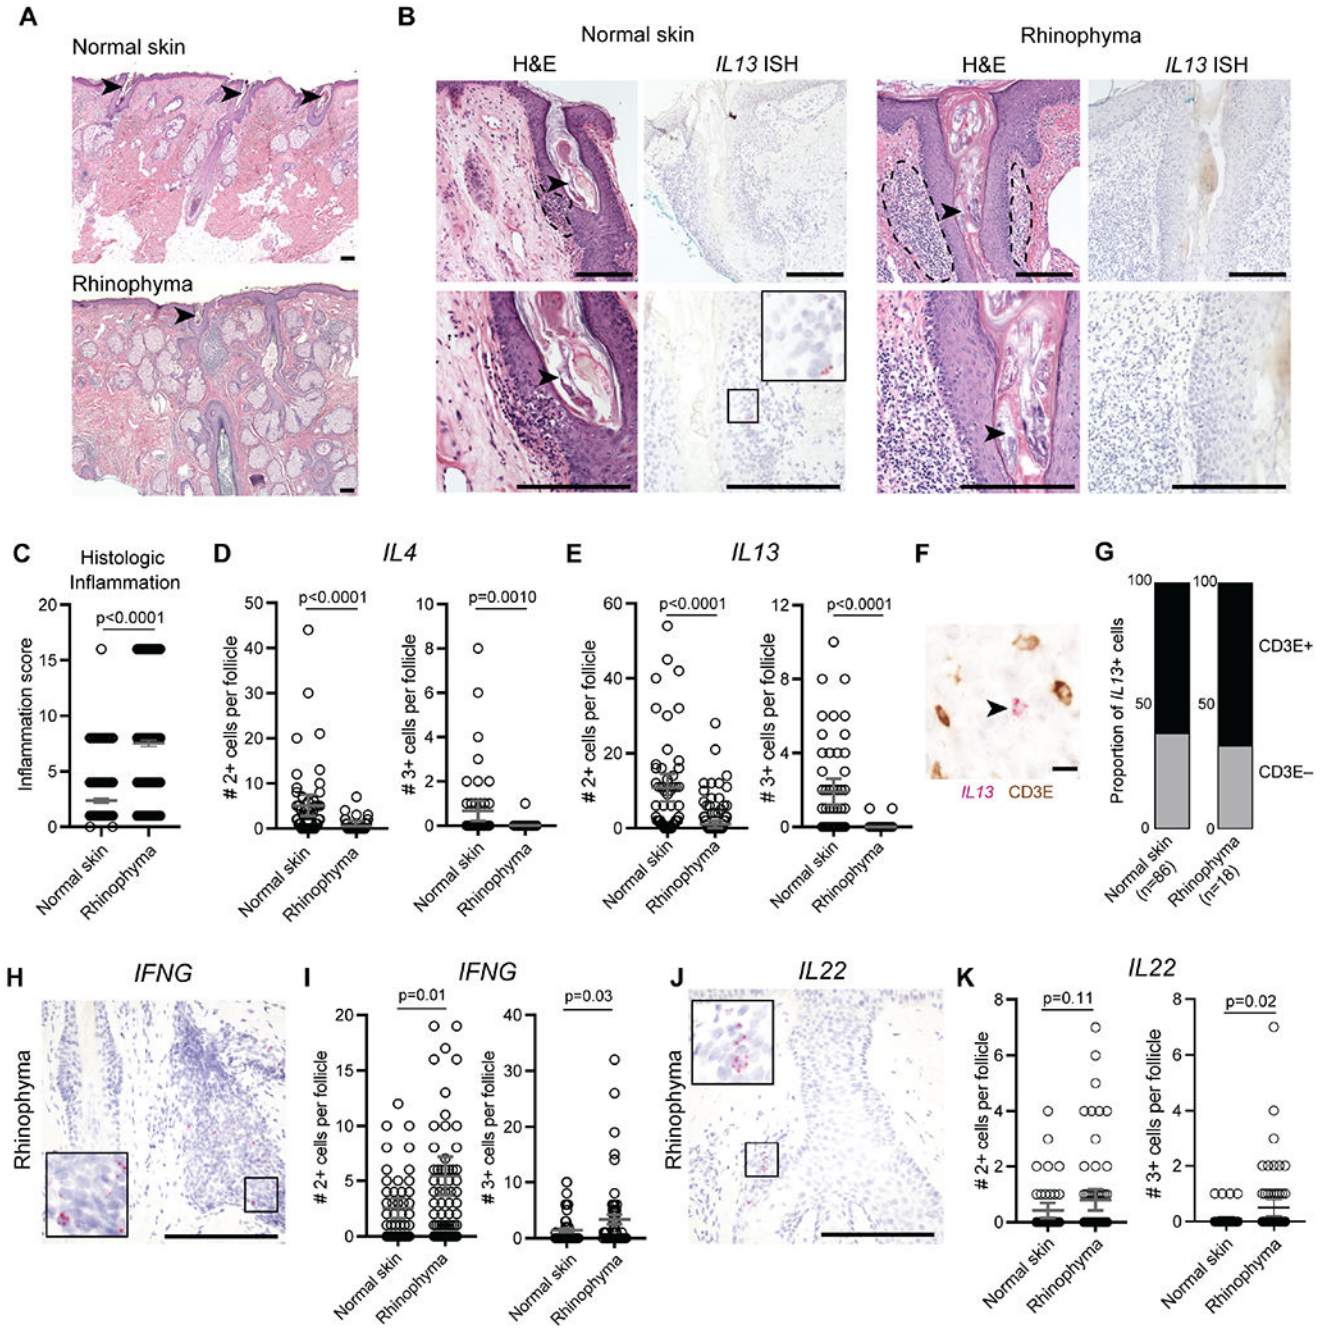 A
Normal skin
Rhinophyma
B
Normal skin
Rhinophyma
H&E
IL13 ISH
H&E
IL13 ISH
C
Histologic
Inflammation
p<0.0001
Inflammation score
20
15
10
5
0
Normal skin
Rhinophyma
D
IL4
p<0.0001
# 2+ cells per follicle
50
40
30
20
10
0
Normal skin
Rhinophyma
p=0.0010
# 3+ cells per follicle
10
8
6
4
2
0
Normal skin
Rhinophyma
E
IL13
p<0.0001
# 2+ cells per follicle
60
40
20
0
Normal skin
Rhinophyma
p<0.0001
# 3+ cells per follicle
12
8
4
0
Normal skin
Rhinophyma
F
IL13 CD3E
G
Proportion of IL13+ cells
100
50
0
100
50
0
CD3E+
CD3E–
Normal skin
(n=86)
Rhinophyma
(n=18)
H
IFNG
Rhinophyma
I
IFNG
p=0.01
# 2+ cells per follicle
20
15
10
5
0
Normal skin
Rhinophyma
p=0.03
# 3+ cells per follicle
40
30
20
10
0
Normal skin
Rhinophyma
J
IL22
Rhinophyma
K
IL22
p=0.11
# 2+ cells per follicle
8
6
4
2
0
Normal skin
Rhinophyma
p=0.02
# 3+ cells per follicle
8
6
4
2
0
Normal skin
Rhinophyma